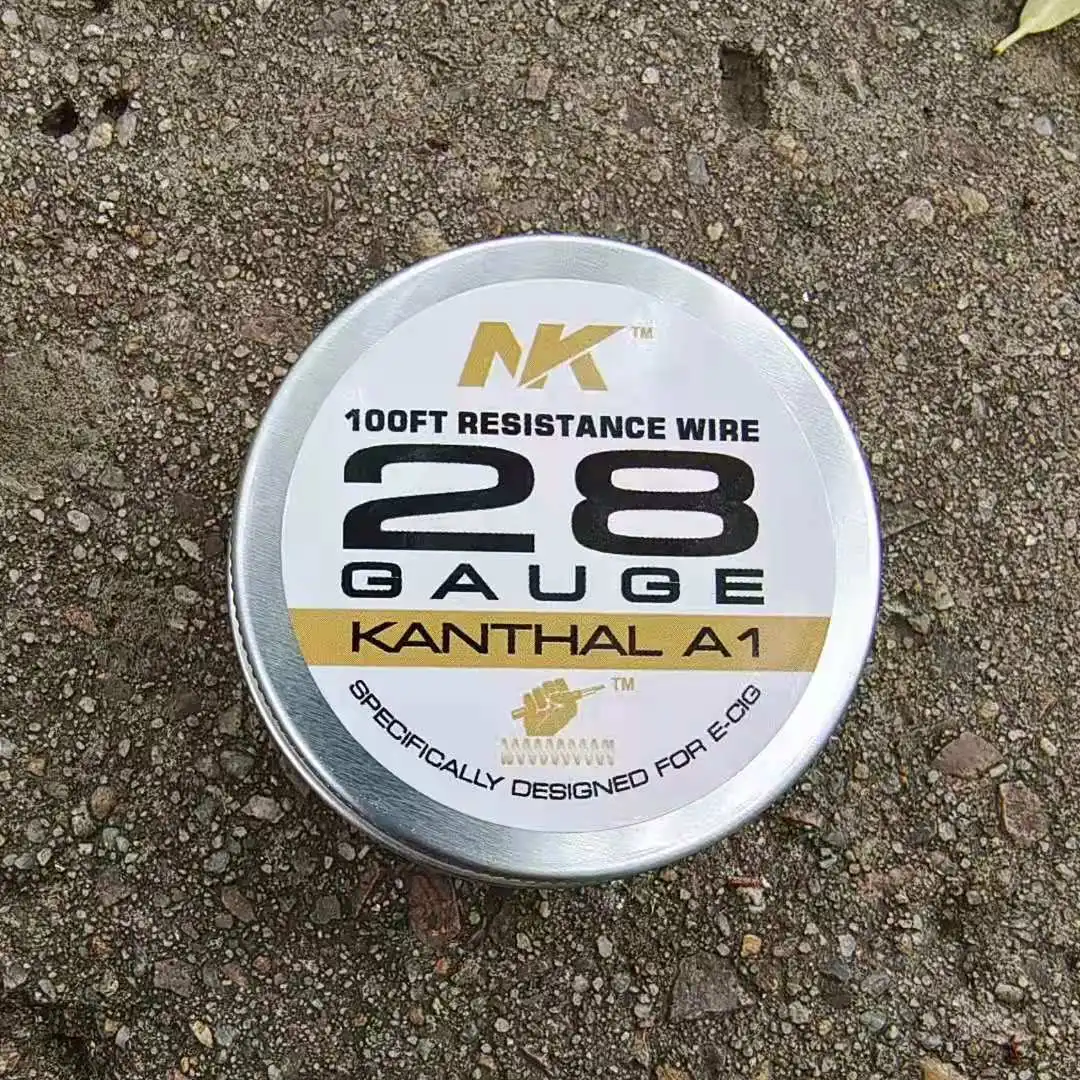 NK™
100FT RESISTANCE WIRE
28
GAUGE
KANTHAL A1
TM
SPECIFICALLY DESIGNED FOR E-CIG